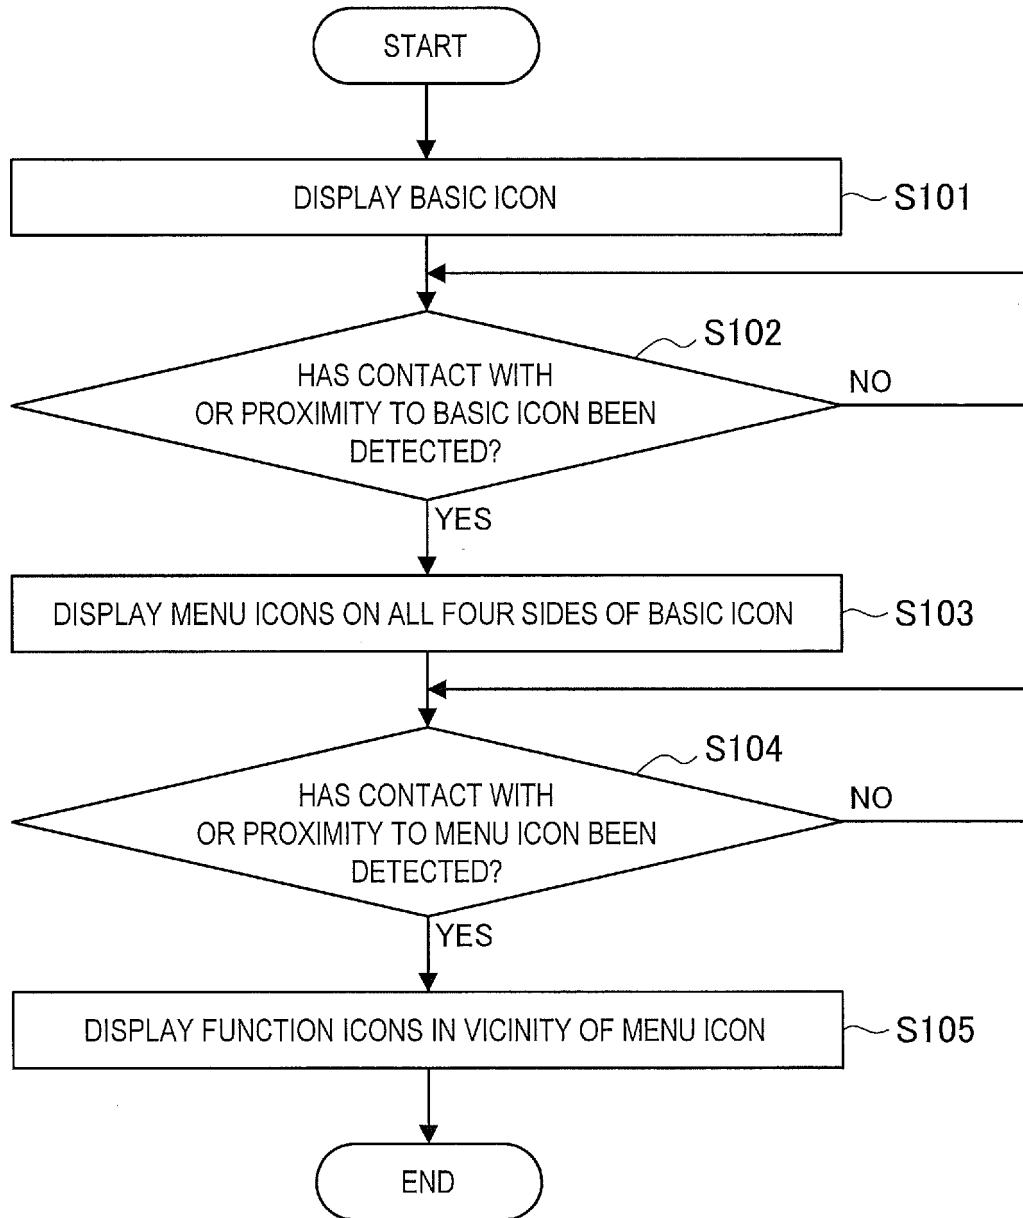 START
DISPLAY BASIC ICON
S101
S102
HAS CONTACT WITH
OR PROXIMITY TO BASIC ICON BEEN
DETECTED?
NO
YES
DISPLAY MENU ICONS ON ALL FOUR SIDES OF BASIC ICON
S103
S104
HAS CONTACT WITH
OR PROXIMITY TO MENU ICON BEEN
DETECTED?
NO
YES
DISPLAY FUNCTION ICONS IN VICINITY OF MENU ICON
S105
END